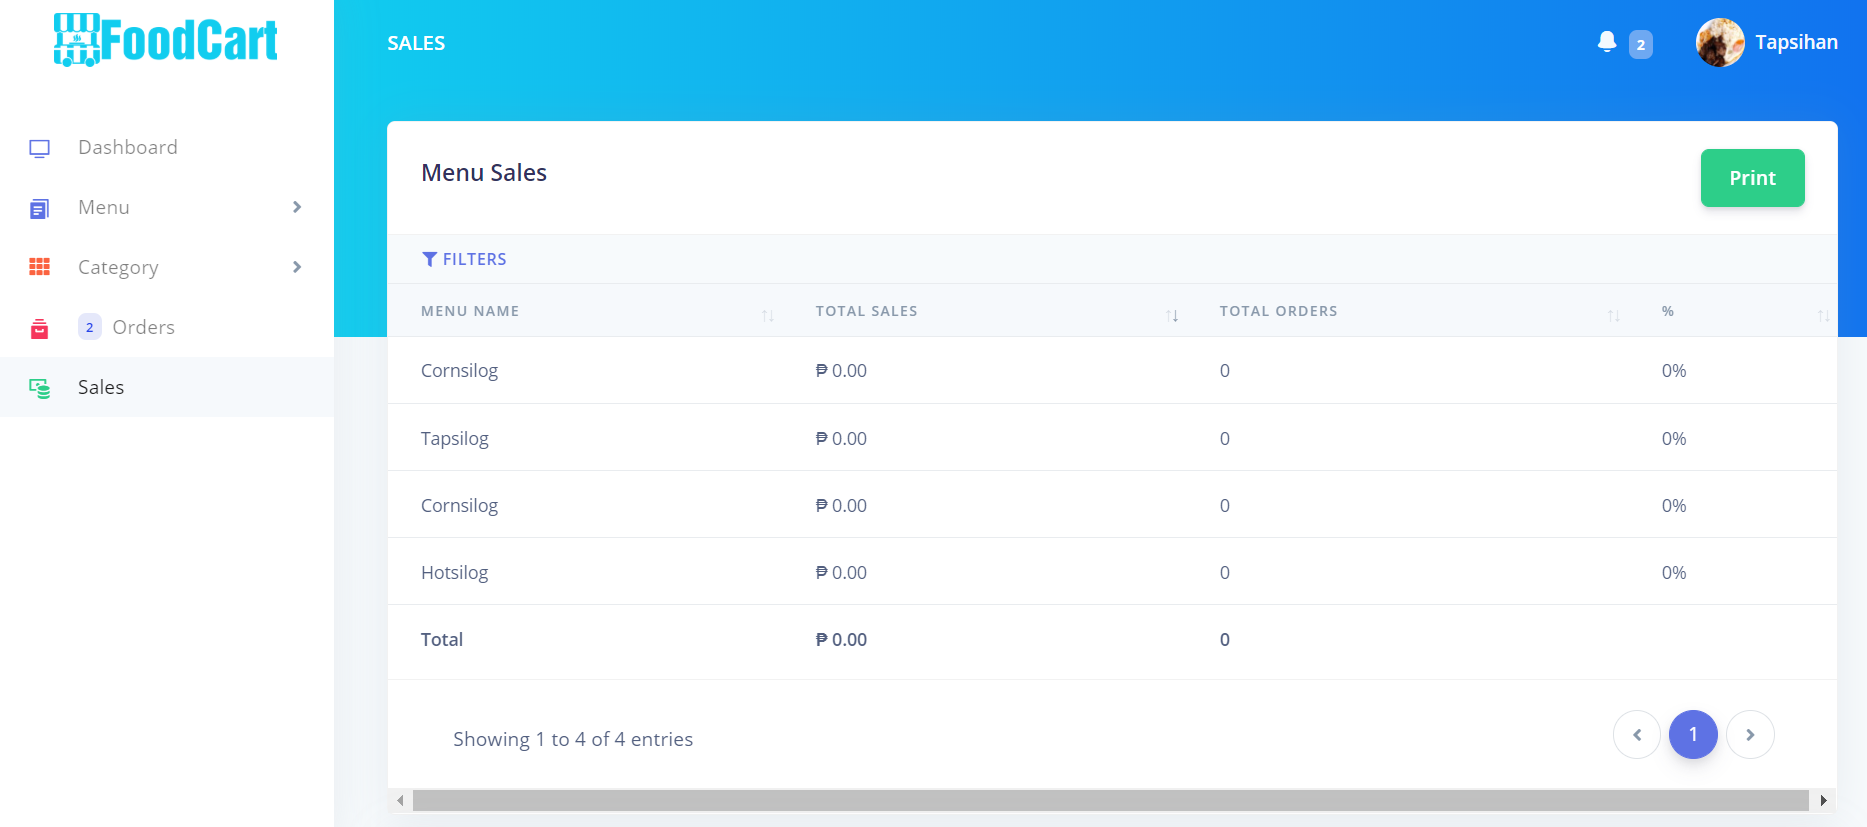 FoodCart
SALES
2
Tapsihan
Dashboard
Menu
Category
2 Orders
Sales
Menu Sales
Print
FILTERS
MENU NAME TOTAL SALES TOTAL ORDERS %
Cornsilog ₱ 0.00 0 0%
Tapsilog ₱ 0.00 0 0%
Cornsilog ₱ 0.00 0 0%
Hotsilog ₱ 0.00 0 0%
Total ₱ 0.00 0
Showing 1 to 4 of 4 entries
1